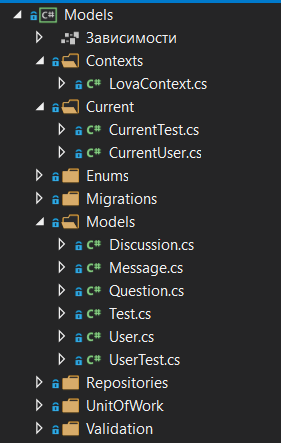 C# Models
Зависимости
Contexts
C# LovaContext.cs
Current
C# CurrentTest.cs
C# CurrentUser.cs
Enums
Migrations
Models
C# Discussion.cs
C# Message.cs
C# Question.cs
C# Test.cs
C# User.cs
C# UserTest.cs
Repositories
UnitOfWork
Validation